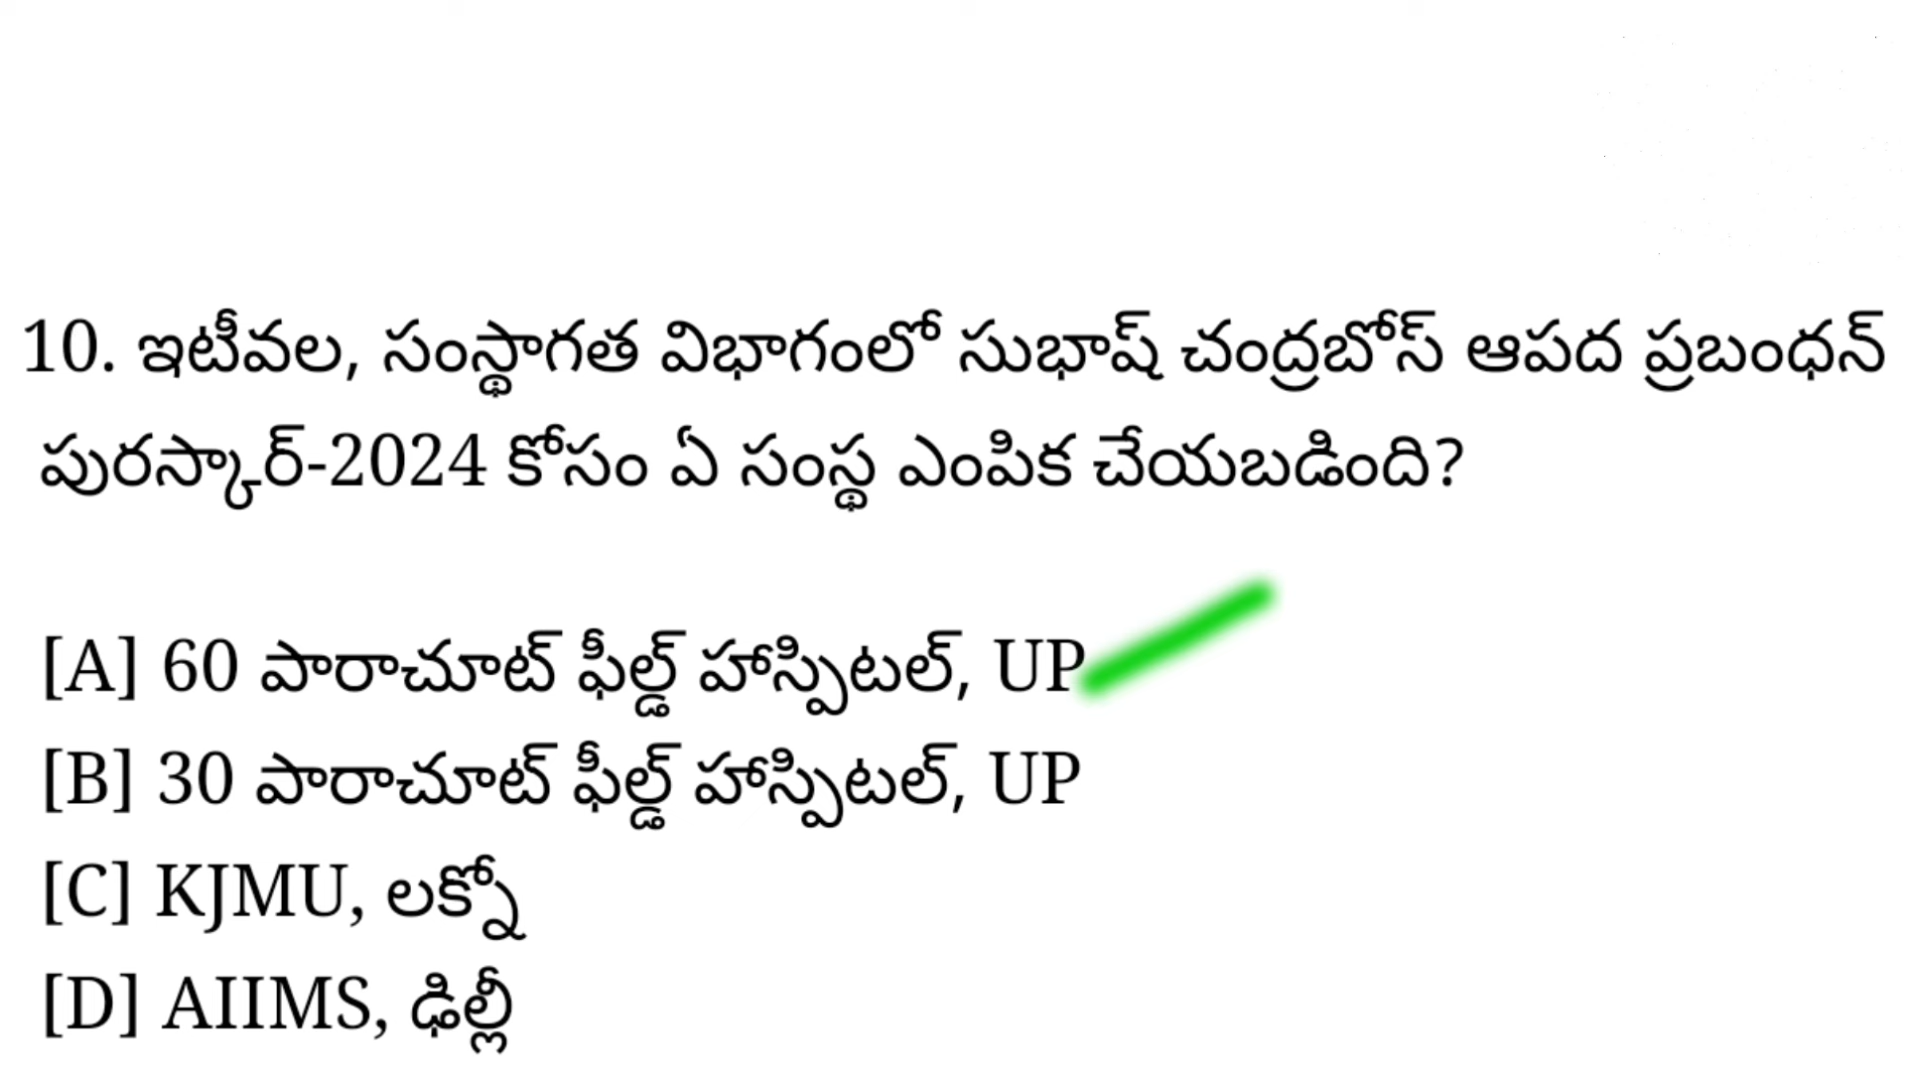 10. ఇటీవల, సంస్థాగత విభాగంలో సుభాష్ చంద్రబోస్ ఆపద ప్రబంధన్
పురస్కార్-2024 కోసం ఏ సంస్థ ఎంపిక చేయబడింది?
[A] 60 పారాచూట్ ఫీల్డ్ హాస్పిటల్, UP
[B] 30 పారాచూట్ ఫీల్డ్ హాస్పిటల్, UP
[C] KJMU, లక్నో
[D] AIIMS, ఢిల్లీ